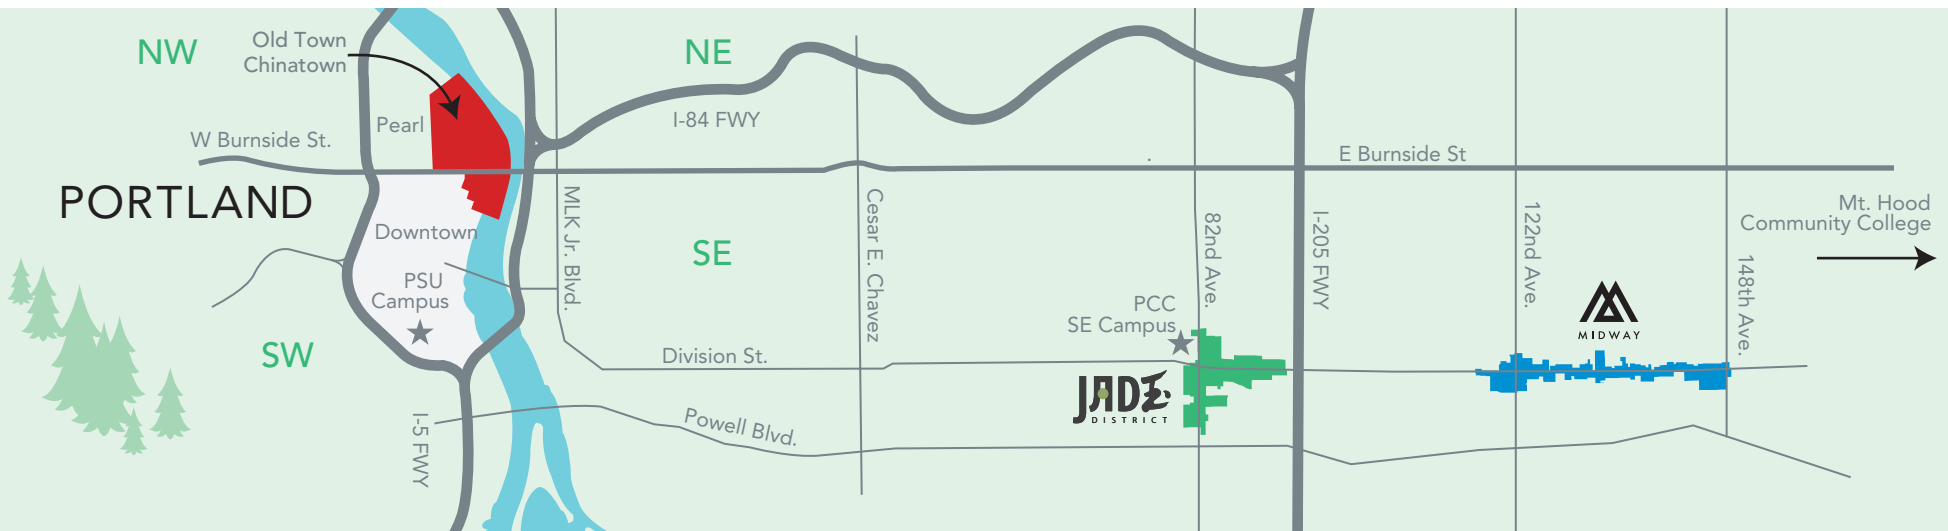 NW
Old Town
Chinatown
NE
Pearl
I-84 FWY
W Burnside St.
E Burnside St
PORTLAND
MLK Jr. Blvd.
Cesar E. Chavez
82nd Ave.
I-205 FWY
122nd Ave.
148th Ave.
Mt. Hood
Community College
Downtown
SE
PSU
Campus
PCC
SE Campus
MIDWAY
SW
Division St.
JADE
DISTRICT
I-5 FWY
Powell Blvd.